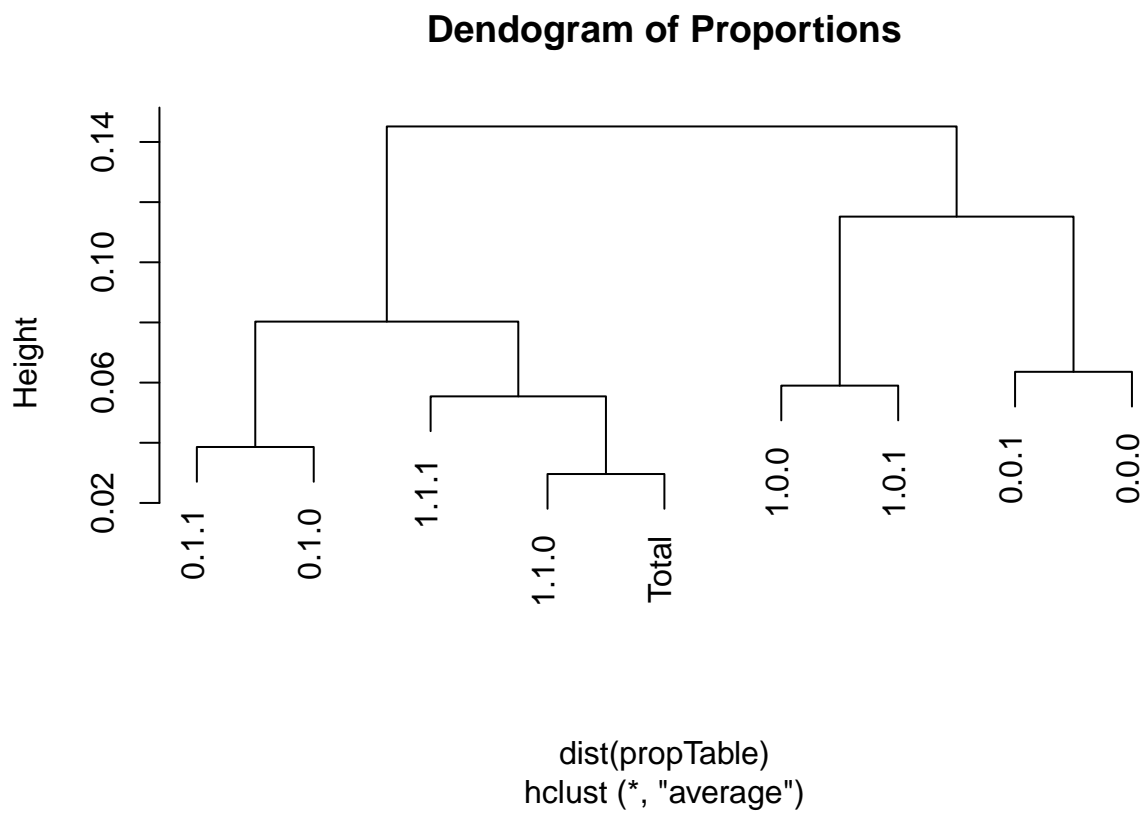 Dendogram of Proportions
Height
0.14
0.10
0.06
0.02
0.1.1
0.1.0
1.1.1
1.1.0
Total
1.0.0
1.0.1
0.0.1
0.0.0
dist(propTable)
hclust (*, "average")